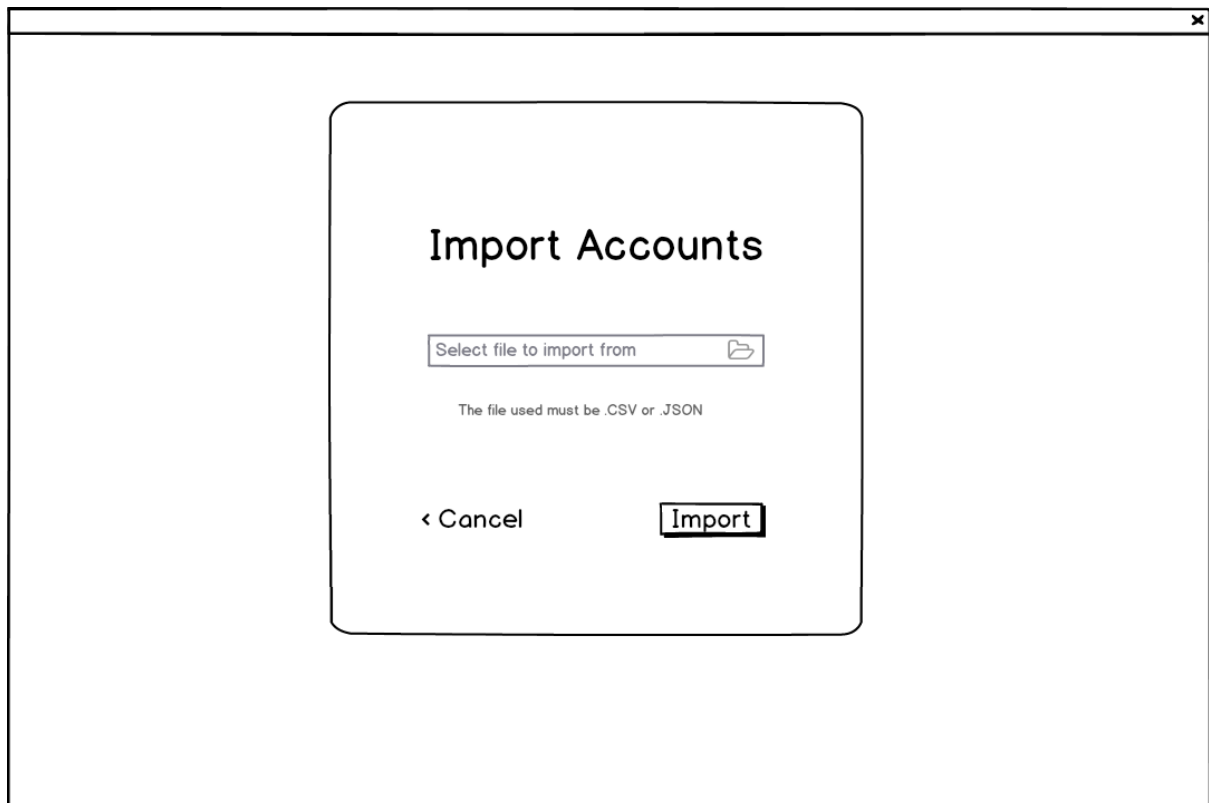 Import Accounts
Select file to import from
The file used must be .CSV or .JSON
< Cancel
Import